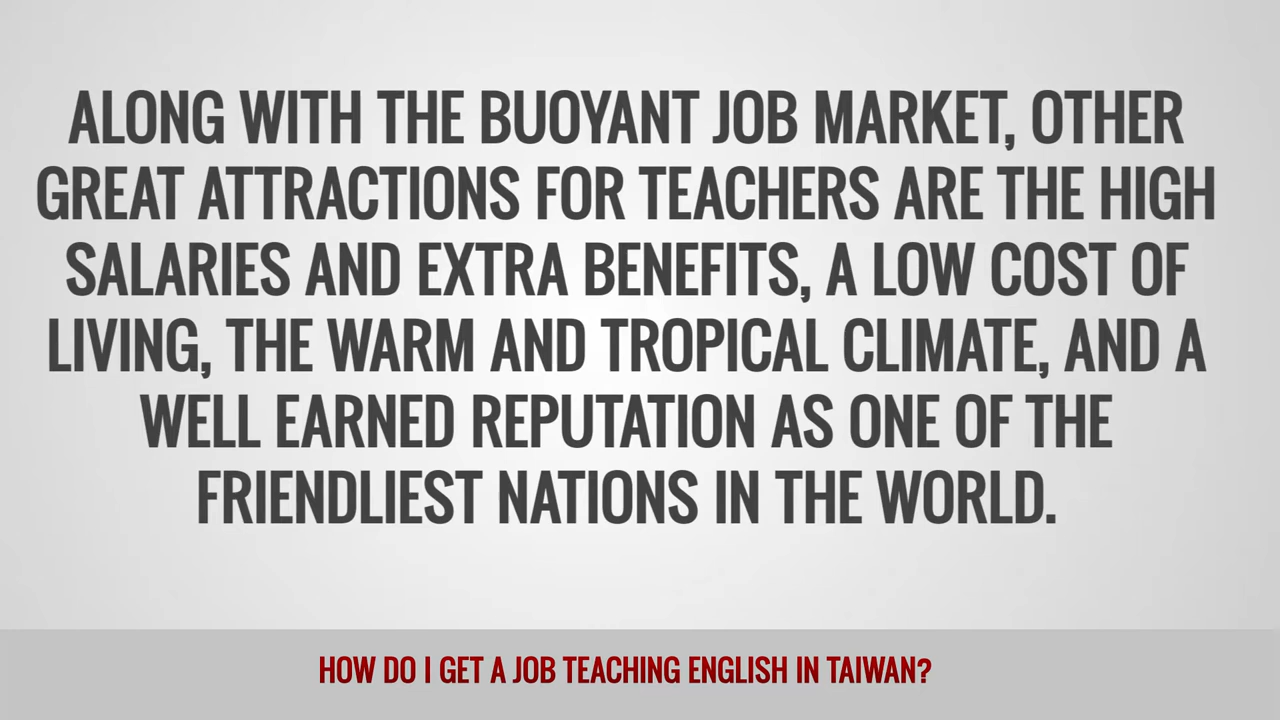 ALONG WITH THE BUOYANT JOB MARKET, OTHER
GREAT ATTRACTIONS FOR TEACHERS ARE THE HIGH
SALARIES AND EXTRA BENEFITS, A LOW COST OF
LIVING, THE WARM AND TROPICAL CLIMATE, AND A
WELL EARNED REPUTATION AS ONE OF THE
FRIENDLIEST NATIONS IN THE WORLD.
HOW DO I GET A JOB TEACHING ENGLISH IN TAIWAN?